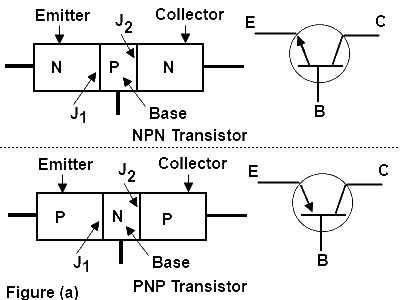 Emitter J2 Collector
N P N
J1 Base
NPN Transistor
E C
B
Emitter J2 Collector
P N P
J1 Base
PNP Transistor
E C
B
Figure (a)